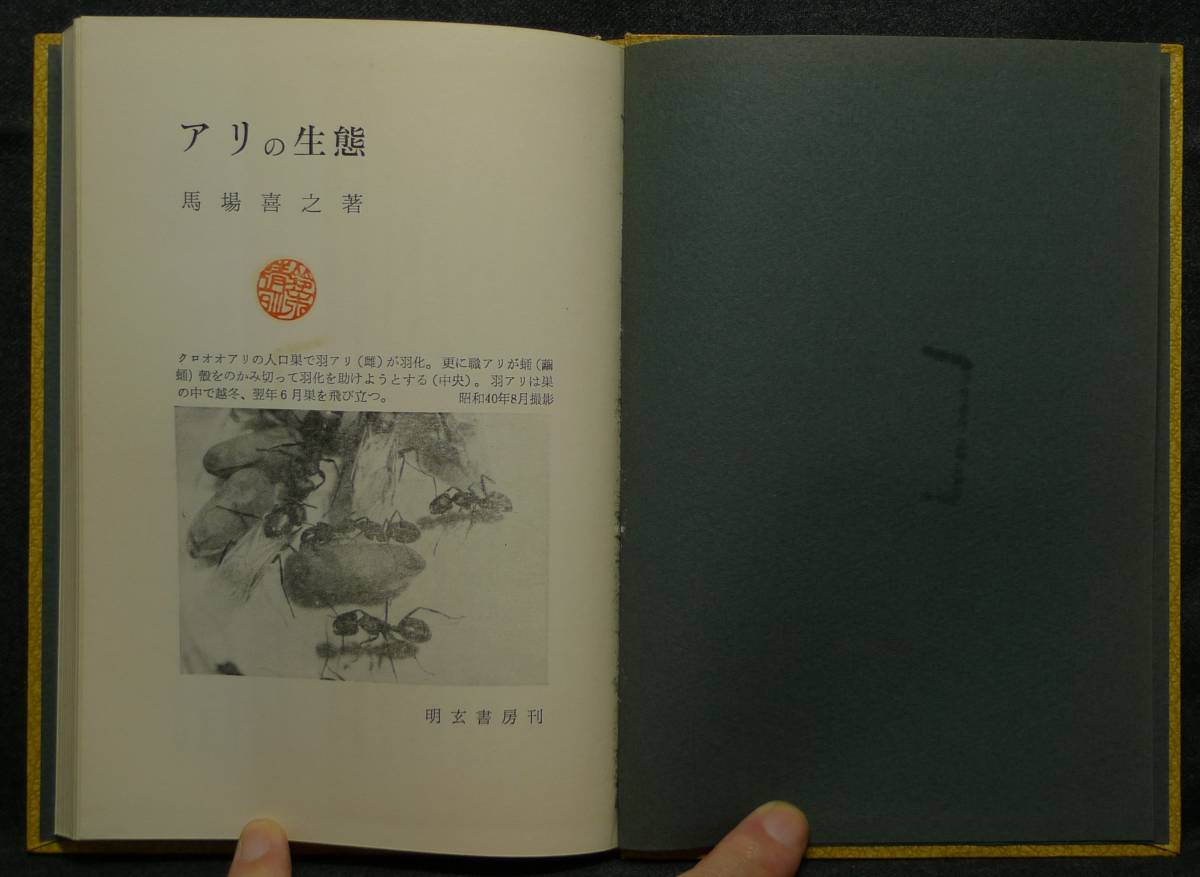 アリの生態
馬場喜之著
クロオオアリの人口巣で羽アリ(雌)が羽化。更に職アリが蛹(繭
蛹)殻をのかみ切って羽化を助けようとする(中央)。羽アリは巣
の中で越冬、翌年6月巣を飛び立つ。 昭和40年8月撮影
明玄書房刊